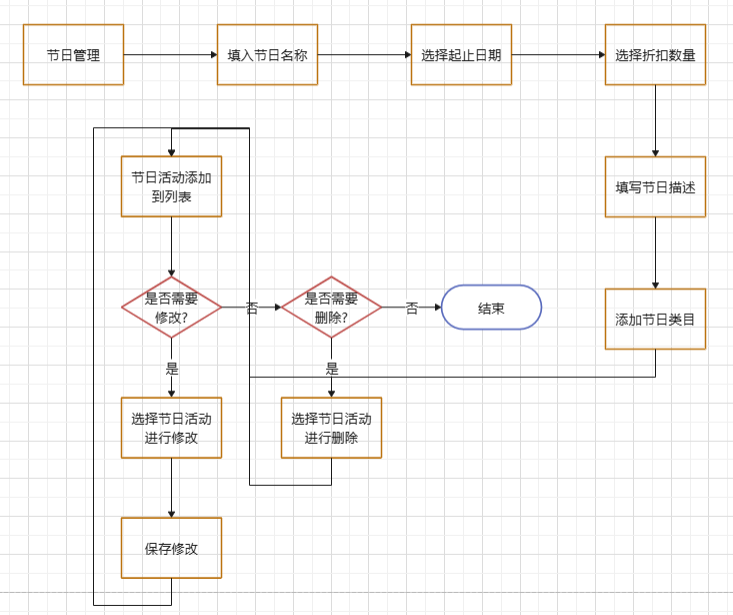 节日管理
填入节日名称
选择起止日期
选择折扣数量
节日活动添加
到列表
填写节日描述
是否需要
修改?
否
是否需要
删除?
否
结束
添加节日类目
是
是
选择节日活动
进行修改
选择节日活动
进行删除
保存修改